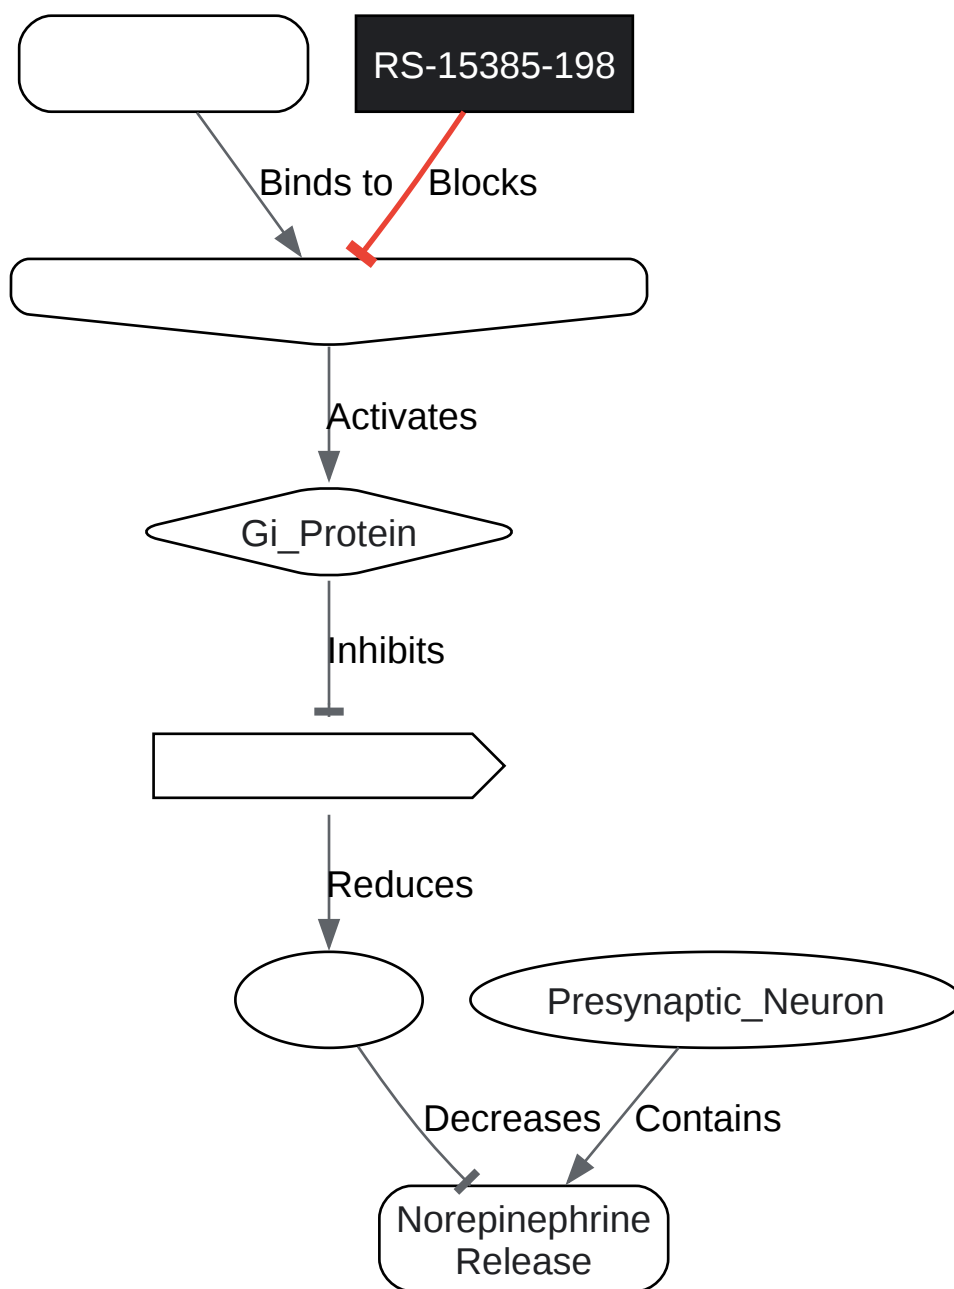 RS-15385-198
Binds to
Blocks
Activates
Gi_Protein
Inhibits
Reduces
Presynaptic_Neuron
Decreases
Contains
Norepinephrine
Release